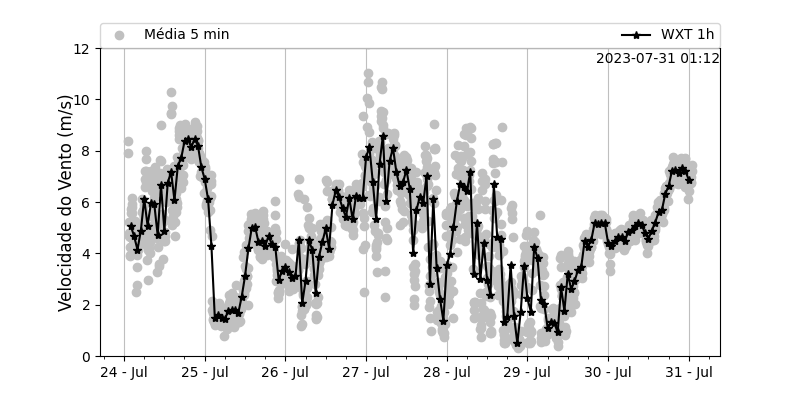 Média 5 min
WXT 1h
2023-07-31 01:12
Velocidade do Vento (m/s)
12
10
8
6
4
2
0
24 - Jul 25 - Jul 26 - Jul 27 - Jul 28 - Jul 29 - Jul 30 - Jul 31 - Jul